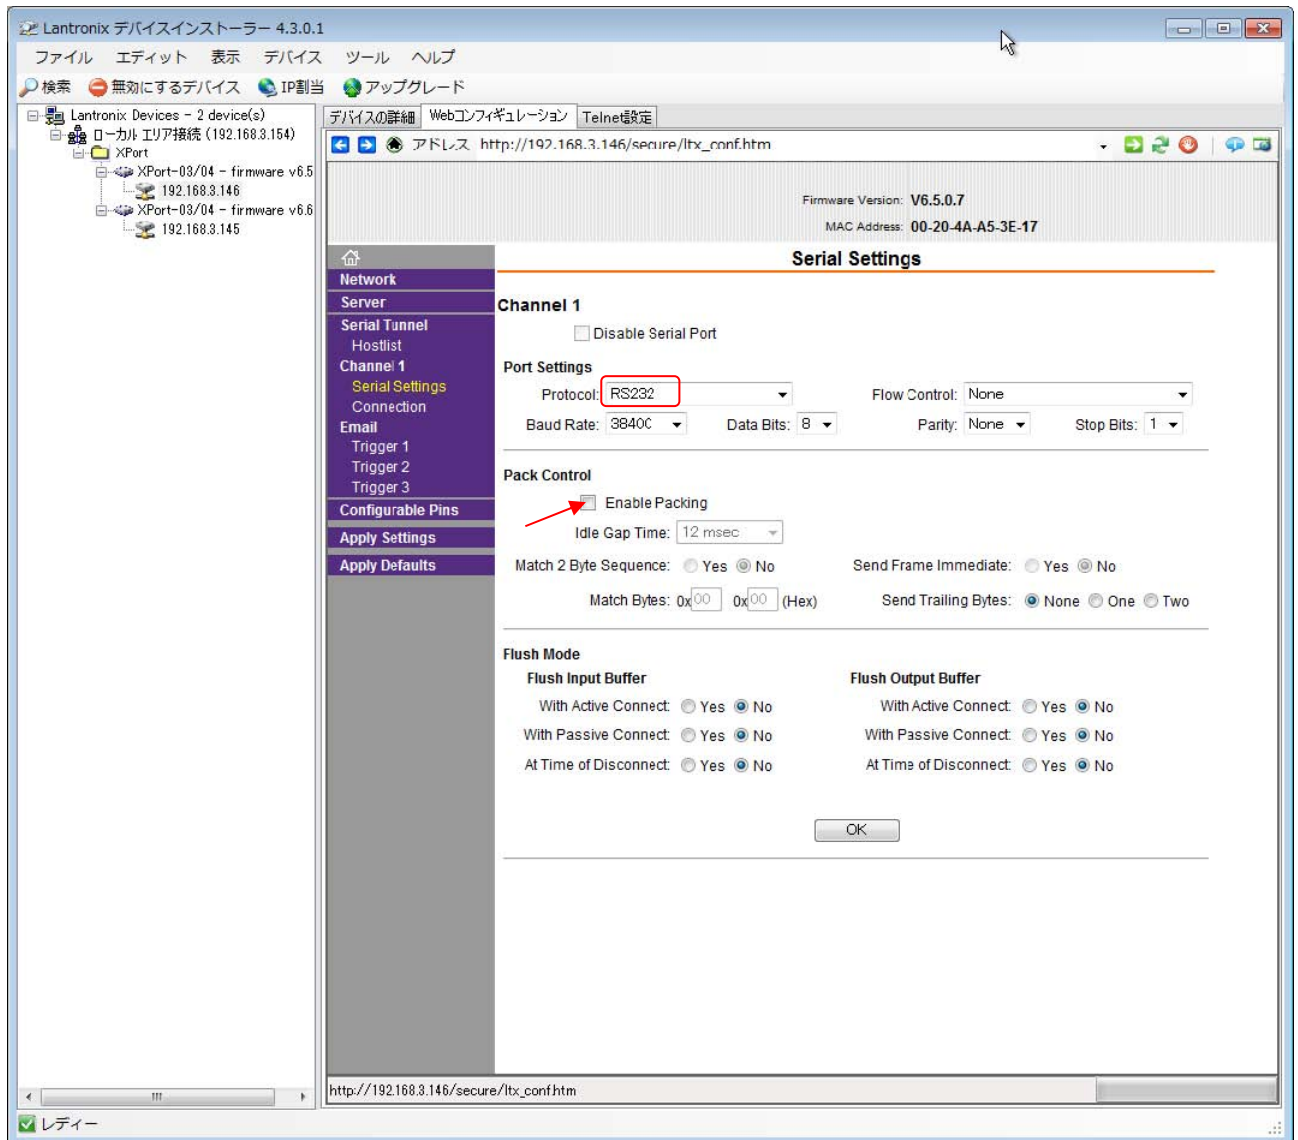 Lantronix デバイスインストーラー 4.3.0.1
ファイル エディット 表示 デバイス ツール ヘルプ
検索 無効にするデバイス IP割当 アップグレード
Lantronix Devices - 2 device(s)
ローカル エリア接続 (192.168.3.154)
XPort
XPort-03/04 - firmware v6.5
192.168.3.146
XPort-03/04 - firmware v6.6
192.168.3.145
デバイスの詳細 Webコンフィギュレーション Telnet設定
アドレス http://192.168.3.146/secure/ltx_conf.htm
Firmware Version: V6.5.0.7
MAC Address: 00-20-4A-A5-3E-17
Network
Server
Serial Tunnel
Hostlist
Channel 1
Serial Settings
Connection
Email
Trigger 1
Trigger 2
Trigger 3
Configurable Pins
Apply Settings
Apply Defaults
Serial Settings
Channel 1
Disable Serial Port
Port Settings
Protocol: RS232 Flow Control: None
Baud Rate: 38400 Data Bits: 8 Parity: None Stop Bits: 1
Pack Control
Enable Packing
Idle Gap Time: 12 msec
Match 2 Byte Sequence: Yes No Send Frame Immediate: Yes No
Match Bytes: 0x00 0x00 (Hex) Send Trailing Bytes: None One Two
Flush Mode
Flush Input Buffer Flush Output Buffer
With Active Connect: Yes No With Active Connect: Yes No
With Passive Connect: Yes No With Passive Connect: Yes No
At Time of Disconnect: Yes No At Time of Disconnect: Yes No
OK
http://192.168.3.146/secure/ltx_conf.htm
レディー